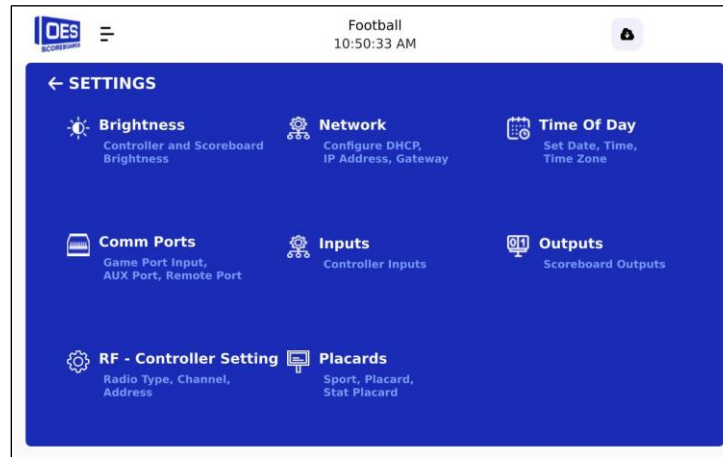 OES
SCOREBOARDS
Football
10:50:33 AM
← SETTINGS
Brightness
Controller and Scoreboard
Brightness
Network
Configure DHCP,
IP Address, Gateway
Time Of Day
Set Date, Time,
Time Zone
Comm Ports
Game Port Input,
AUX Port, Remote Port
Inputs
Controller Inputs
Outputs
Scoreboard Outputs
RF - Controller Setting
Radio Type, Channel,
Address
Placards
Sport, Placard,
Stat Placard